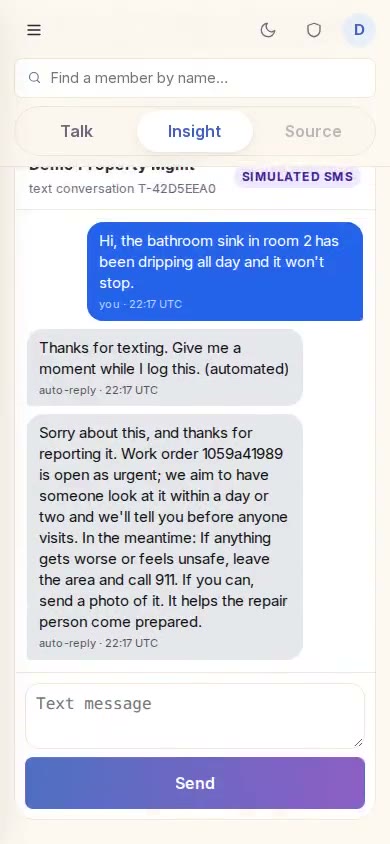 D
Find a member by name...
Talk
Insight
Source
Demo Property Mgmt
text conversation T-42D5EEA0
SIMULATED SMS
Hi, the bathroom sink in room 2 has
been dripping all day and it won't
stop.
you · 22:17 UTC
Thanks for texting. Give me a
moment while I log this. (automated)
auto-reply · 22:17 UTC
Sorry about this, and thanks for
reporting it. Work order 1059a41989
is open as urgent; we aim to have
someone look at it within a day or
two and we'll tell you before anyone
visits. In the meantime: If anything
gets worse or feels unsafe, leave
the area and call 911. If you can,
send a photo of it. It helps the repair
person come prepared.
auto-reply · 22:17 UTC
Text message
Send